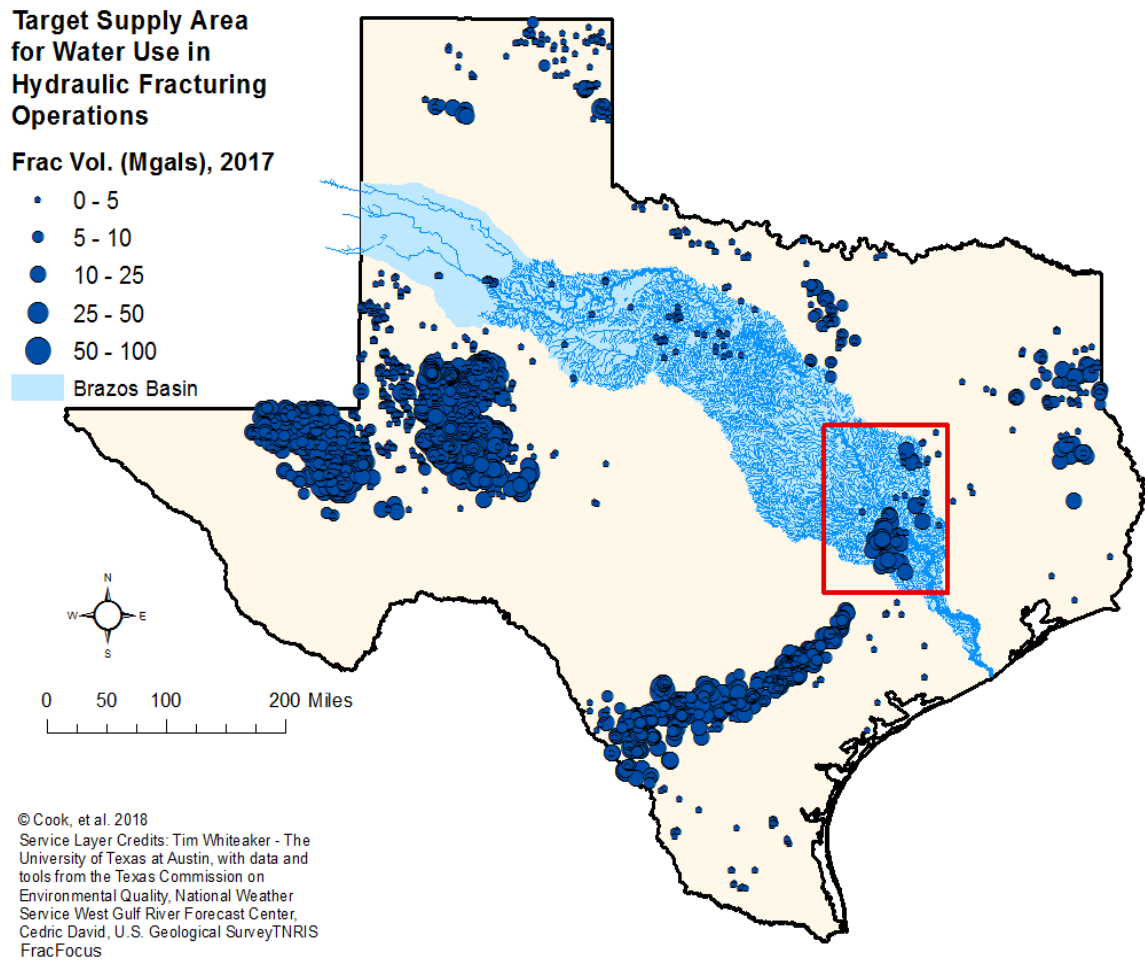 Target Supply Area
for Water Use in
Hydraulic Fracturing
Operations
Frac Vol. (Mgals), 2017
0 - 5
5 - 10
10 - 25
25 - 50
50 - 100
Brazos Basin
N
W E
S
0 50 100 200 Miles
© Cook, et al. 2018
Service Layer Credits: Tim Whiteaker - The
University of Texas at Austin, with data and
tools from the Texas Commission on
Environmental Quality, National Weather
Service West Gulf River Forecast Center,
Cedric David, U.S. Geological SurveyTNRIS
FracFocus